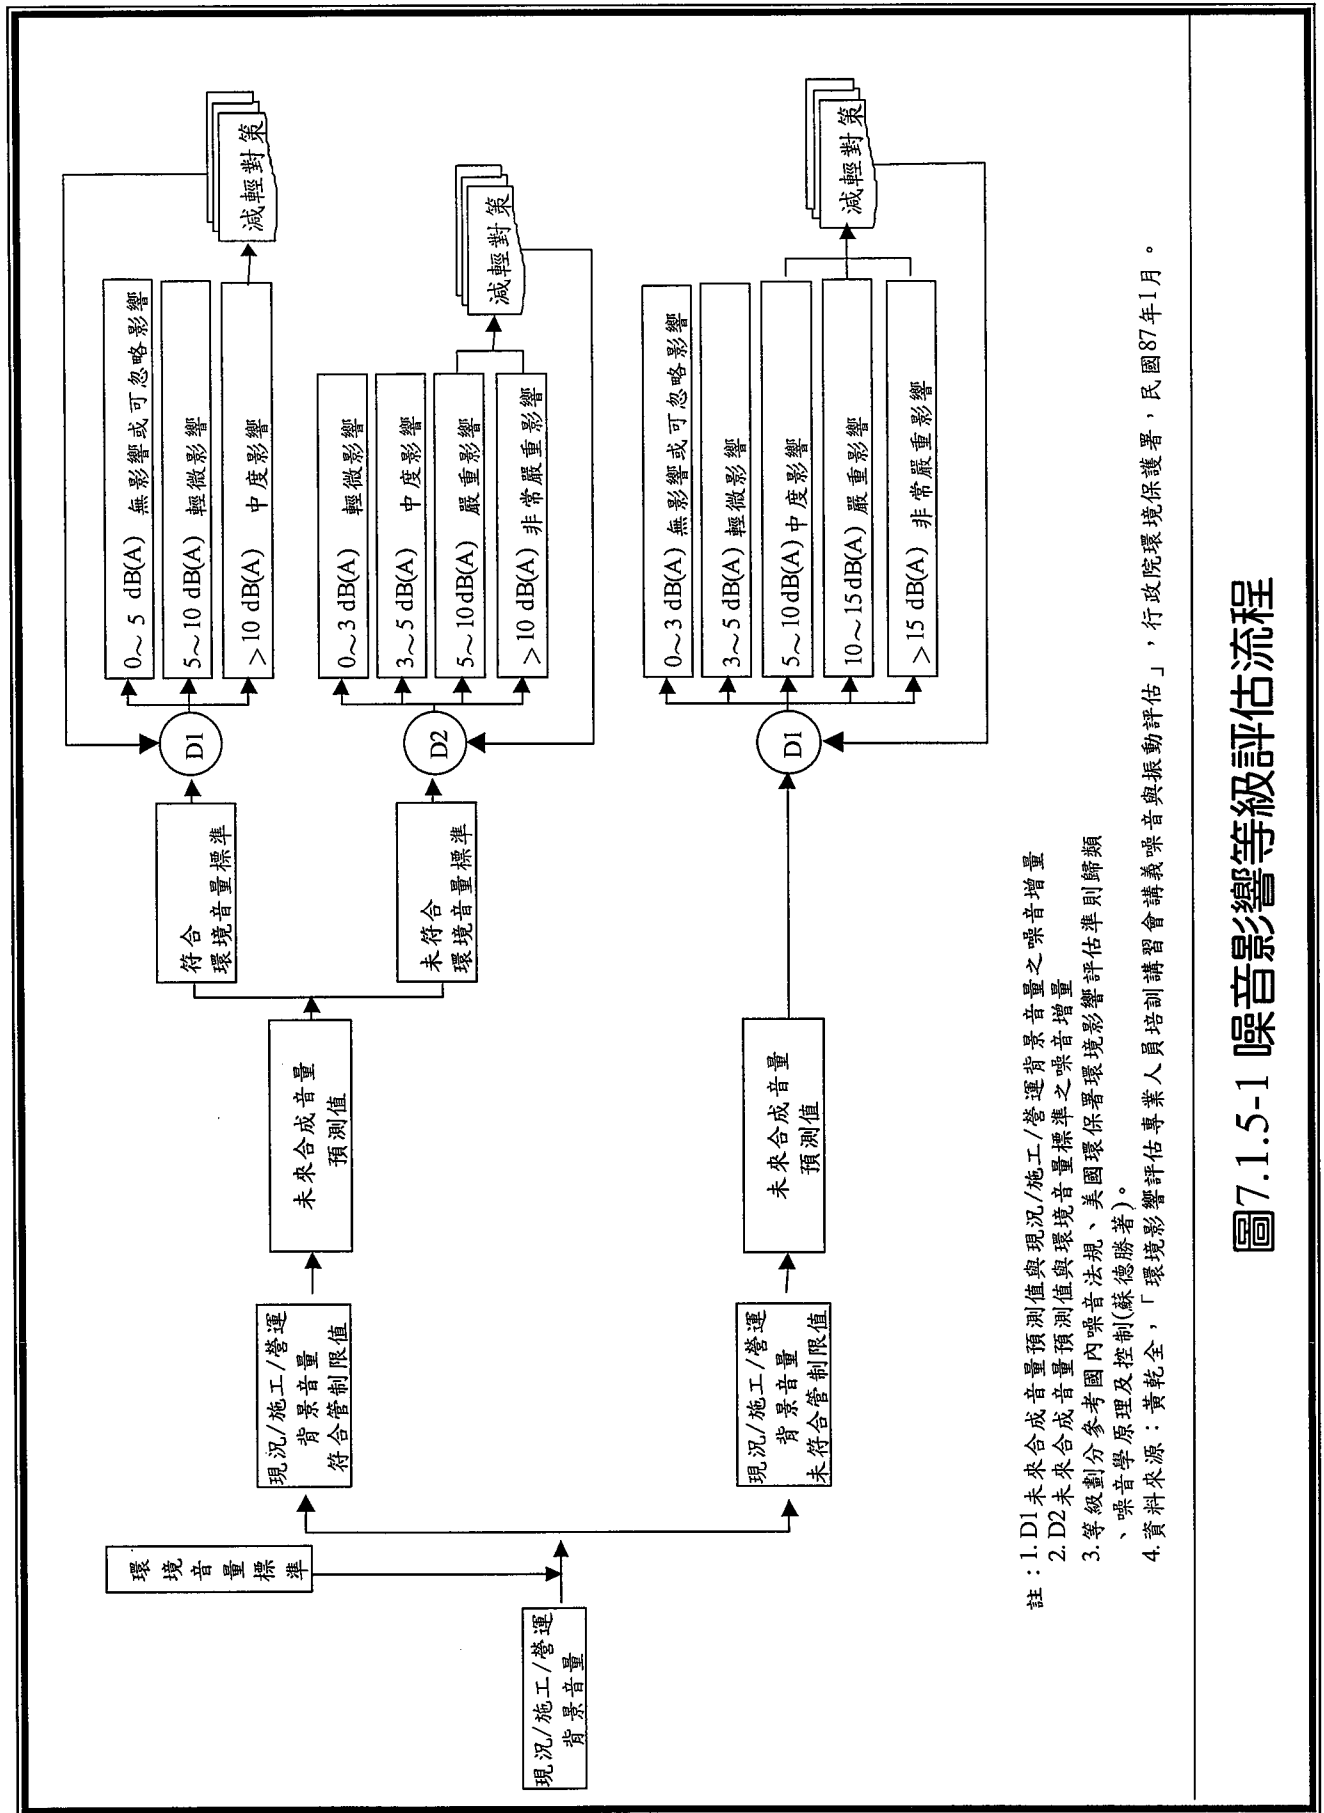 現況/施工/營運
背景音量
環境音量標準
現況/施工/營運
背景音量
符合管制限值
未來合成音量
預測值
符合
環境音量標準
D1
0～5 dB(A) 無影響或可忽略影響
5～10 dB(A) 輕微影響
>10 dB(A) 中度影響
減輕對策
未符合
環境音量標準
D2
0～3 dB(A) 輕微影響
3～5 dB(A) 中度影響
5～10 dB(A) 嚴重影響
>10 dB(A) 非常嚴重影響
減輕對策
現況/施工/營運
背景音量
未符合管制限值
未來合成音量
預測值
D1
0～3 dB(A) 無影響或可忽略影響
3～5 dB(A) 輕微影響
5～10 dB(A) 中度影響
10～15 dB(A) 嚴重影響
>15 dB(A) 非常嚴重影響
減輕對策
註：1.D1未來合成音量預測值與現況/施工/營運背景音量之噪音增量
2.D2未來合成音量預測值與環境音量標準之噪音增量
3.等級劃分參考國內噪音法規、美國環保署環境影響評估準則歸類
、噪音學原理及控制(蘇德勝著)。
4.資料來源：黃乾全，「環境影響評估專業人員培訓講習會講義噪音與振動評估」，行政院環境保護署，民國87年1月。
圖7.1.5-1 噪音影響等級評估流程